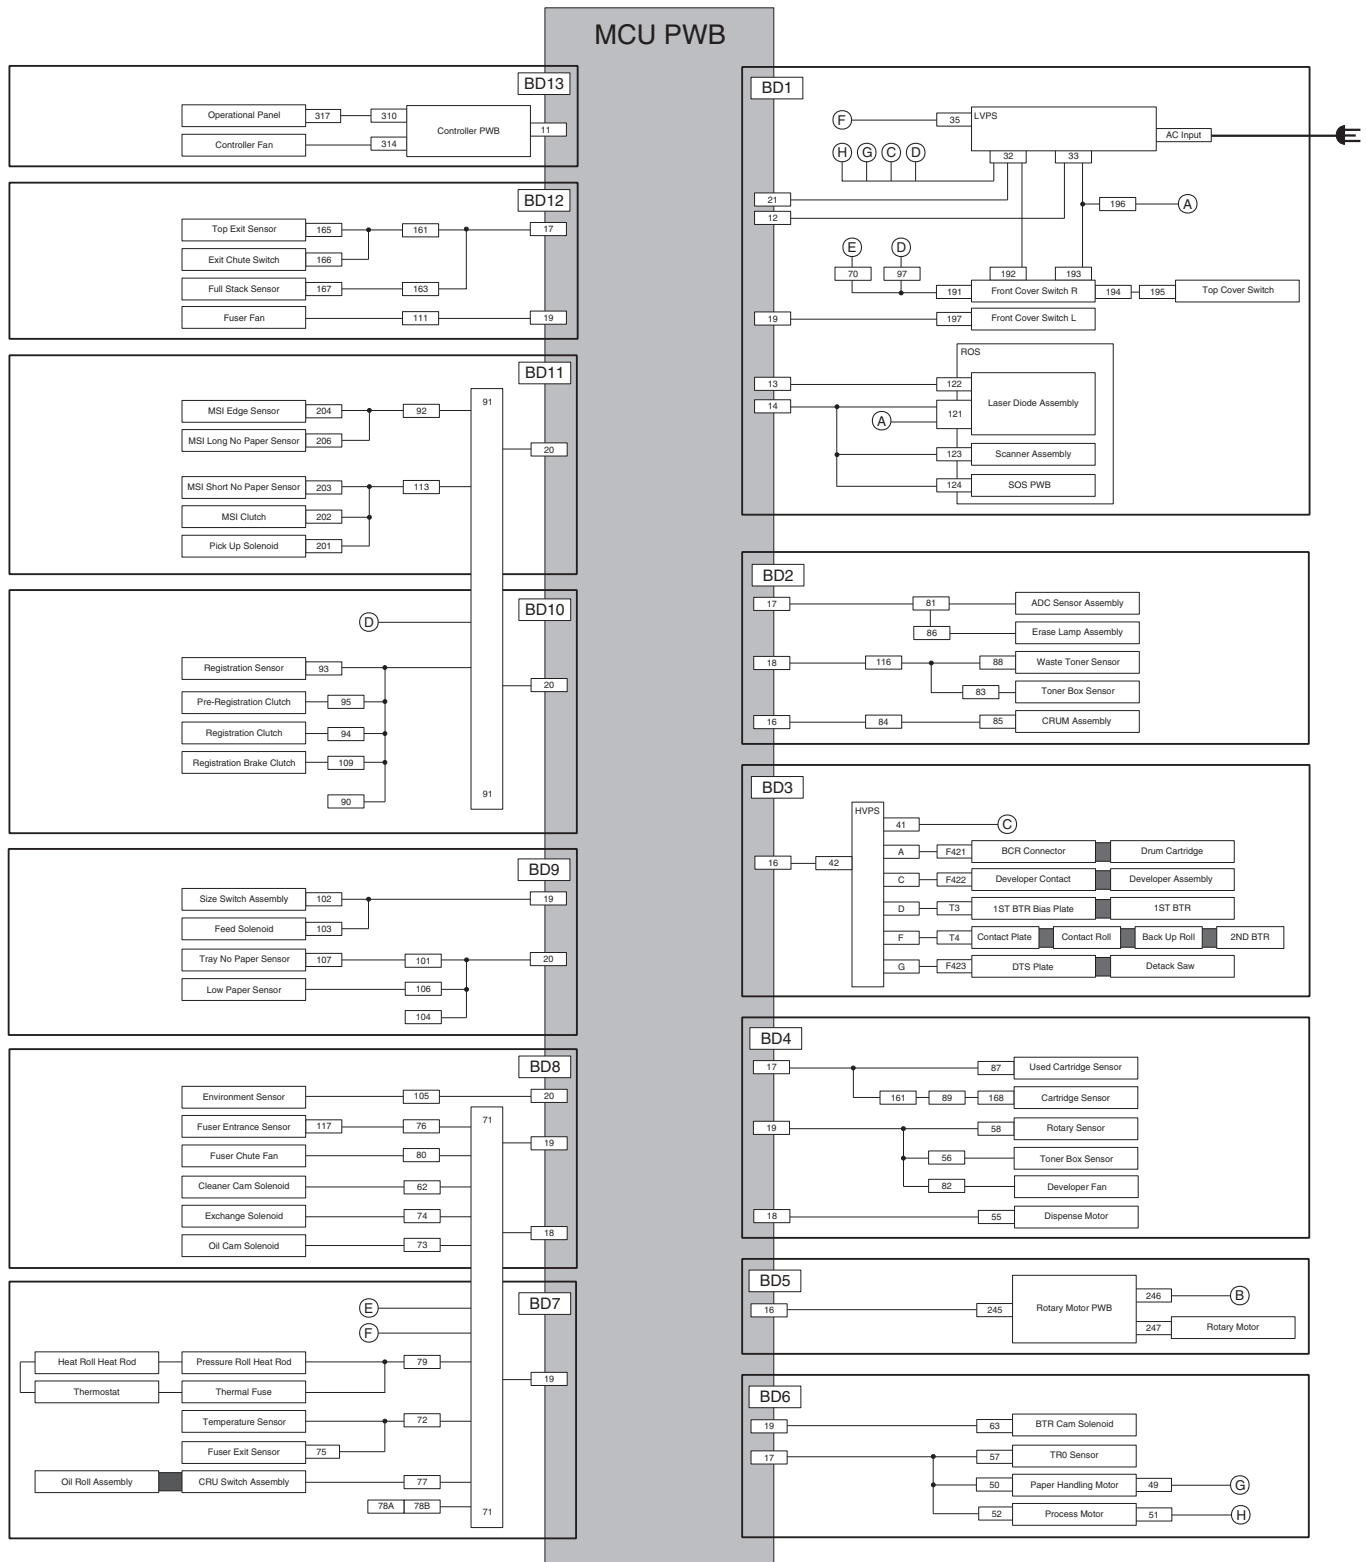 MCU PWB
BD13
Operational Panel 317 310
Controller PWB 11
Controller Fan 314
BD12
Top Exit Sensor 165 161 17
Exit Chute Switch 166
Full Stack Sensor 167 163
Fuser Fan 111 19
BD11
91
MSI Edge Sensor 204 92
MSI Long No Paper Sensor 206
20
MSI Short No Paper Sensor 203 113
MSI Clutch 202
Pick Up Solenoid 201
BD10
D
Registration Sensor 93
20
Pre-Registration Clutch 95
Registration Clutch 94
Registration Brake Clutch 109
90
91
BD9
Size Switch Assembly 102 19
Feed Solenoid 103
Tray No Paper Sensor 107 101 20
Low Paper Sensor 106
104
BD8
Environment Sensor 105 20
71
Fuser Entrance Sensor 117 76
19
Fuser Chute Fan 80
Cleaner Cam Solenoid 62
Exchange Solenoid 74
18
Oil Cam Solenoid 73
BD7
E
F
Heat Roll Heat Rod Pressure Roll Heat Rod 79
19
Thermostat Thermal Fuse
Temperature Sensor 72
Fuser Exit Sensor 75
Oil Roll Assembly CRU Switch Assembly 77
78A 78B
71
BD1
F 35 LVPS
AC Input
H G C D 32 33
21
12
196 A
E D
70 97 192 193
191 Front Cover Switch R 194 195 Top Cover Switch
19 197 Front Cover Switch L
ROS
13 122
Laser Diode Assembly
14 121
A
123 Scanner Assembly
124 SOS PWB
BD2
17 81 ADC Sensor Assembly
86 Erase Lamp Assembly
18 116 88 Waste Toner Sensor
83 Toner Box Sensor
16 84 85 CRUM Assembly
BD3
HVPS
41 C
16 42
A F421 BCR Connector Drum Cartridge
C F422 Developer Contact Developer Assembly
D T3 1ST BTR Bias Plate 1ST BTR
F T4 Contact Plate Contact Roll Back Up Roll 2ND BTR
G F423 DTS Plate Detack Saw
BD4
17 87 Used Cartridge Sensor
161 89 168 Cartridge Sensor
19 58 Rotary Sensor
56 Toner Box Sensor
82 Developer Fan
18 55 Dispense Motor
BD5
16 245 Rotary Motor PWB 246 B
247 Rotary Motor
BD6
19 63 BTR Cam Solenoid
17 57 TR0 Sensor
50 Paper Handling Motor 49 G
52 Process Motor 51 H